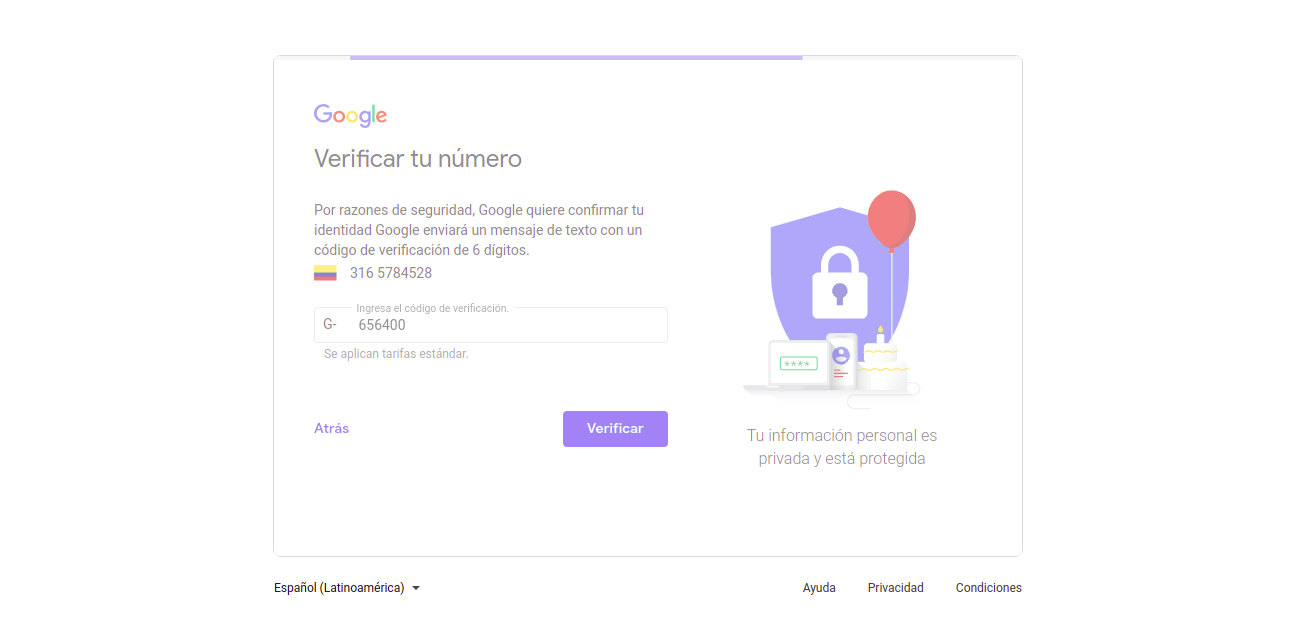 Google
Verificar tu número
Por razones de seguridad, Google quiere confirmar tu
identidad Google enviará un mensaje de texto con un
código de verificación de 6 dígitos.
316 5784528
Ingresa el código de verificación.
G- 656400
Se aplican tarifas estándar.
Atrás
Verificar
****
Tu información personal es
privada y está protegida
Español (Latinoamérica)
Ayuda Privacidad Condiciones